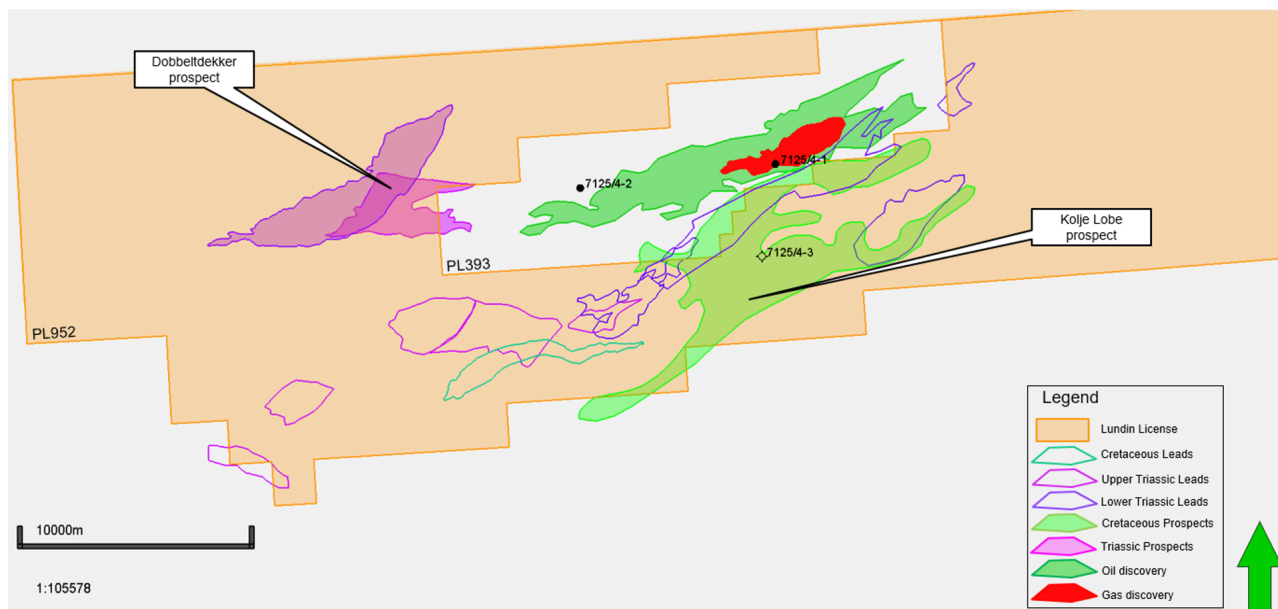 Dobbeltdekker
prospect
7125/4-1
7125/4-2
Kolje Lobe
prospect
7125/4-3
PL393
PL952
Legend
Lundin License
Cretaceous Leads
Upper Triassic Leads
Lower Triassic Leads
Cretaceous Prospects
Triassic Prospects
Oil discovery
Gas discovery
10000m
1:105578